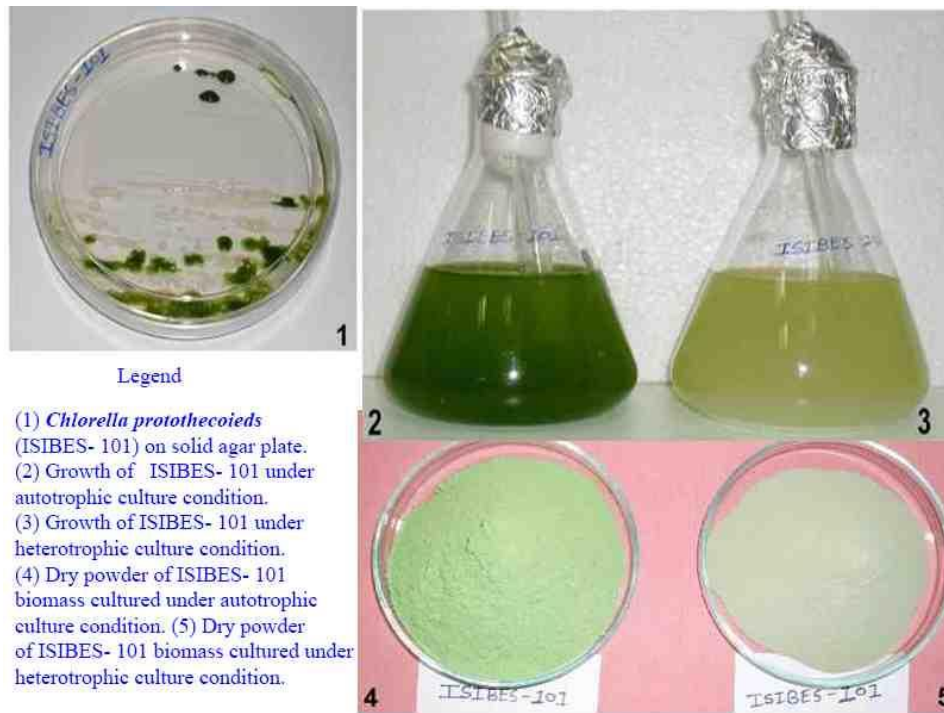 ISIBES-101
1
Legend
(1) Chlorella protothecoieds
(ISIBES- 101) on solid agar plate.
(2) Growth of ISIBES- 101 under
autotrophic culture condition.
(3) Growth of ISIBES- 101 under
heterotrophic culture condition.
(4) Dry powder of ISIBES- 101
biomass cultured under autotrophic
culture condition. (5) Dry powder
of ISIBES- 101 biomass cultured under
heterotrophic culture condition.
ISIBES-101
2
3
4
ISIBES-101
ISIBES-101
5